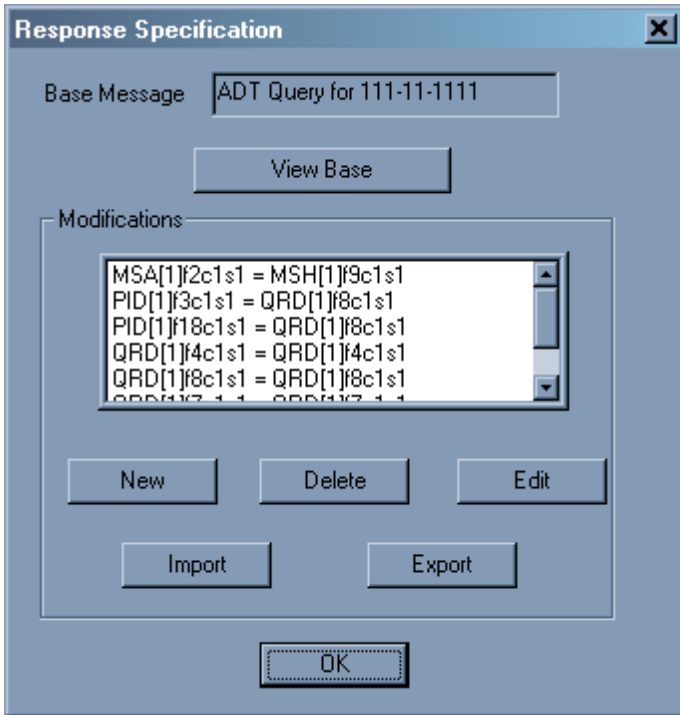 Response Specification
Base Message ADT Query for 111-11-1111
View Base
Modifications
MSA[1]f2c1s1 = MSH[1]f9c1s1
PID[1]f3c1s1 = QRD[1]f8c1s1
PID[1]f18c1s1 = QRD[1]f8c1s1
QRD[1]f4c1s1 = QRD[1]f4c1s1
QRD[1]f8c1s1 = QRD[1]f8c1s1
New Delete Edit
Import Export
OK